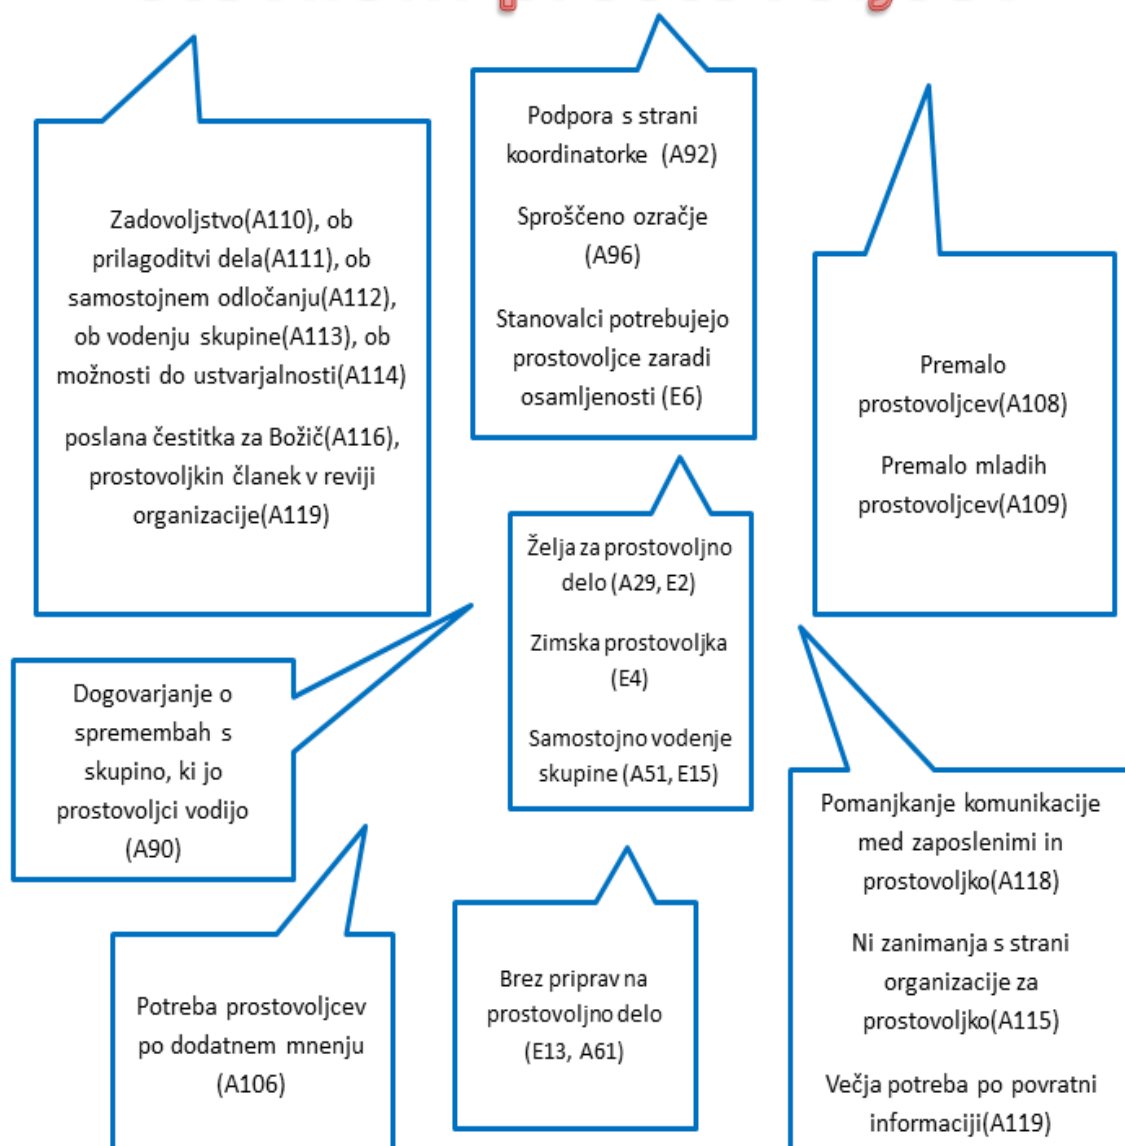 Zadovoljstvo(A110), ob
prilagoditvi dela(A111), ob
samostojnem odločanju(A112),
ob vodenju skupine(A113), ob
možnosti do ustvarjalnosti(A114)
poslana čestitka za Božič(A116),
prostovoljkin članek v reviji
organizacije(A119)
Podpora s strani
koordinatorke (A92)
Sproščeno ozračje
(A96)
Stanovalci potrebujejo
prostovoljce zaradi
osamljenosti (E6)
Premalo
prostovoljcev(A108)
Premalo mladih
prostovoljcev(A109)
Želja za prostovoljno
delo (A29, E2)
Zimska prostovoljka
(E4)
Samostojno vodenje
skupine (A51, E15)
Dogovarjanje o
spremembah s
skupino, ki jo
prostovoljci vodijo
(A90)
Pomanjkanje komunikacije
med zaposlenimi in
prostovoljko(A118)
Ni zanimanja s strani
organizacije za
prostovoljko(A115)
Večja potreba po povratni
informaciji(A119)
Potreba prostovoljcev
po dodatnem mnenju
(A106)
Brez priprav na
prostovoljno delo
(E13, A61)